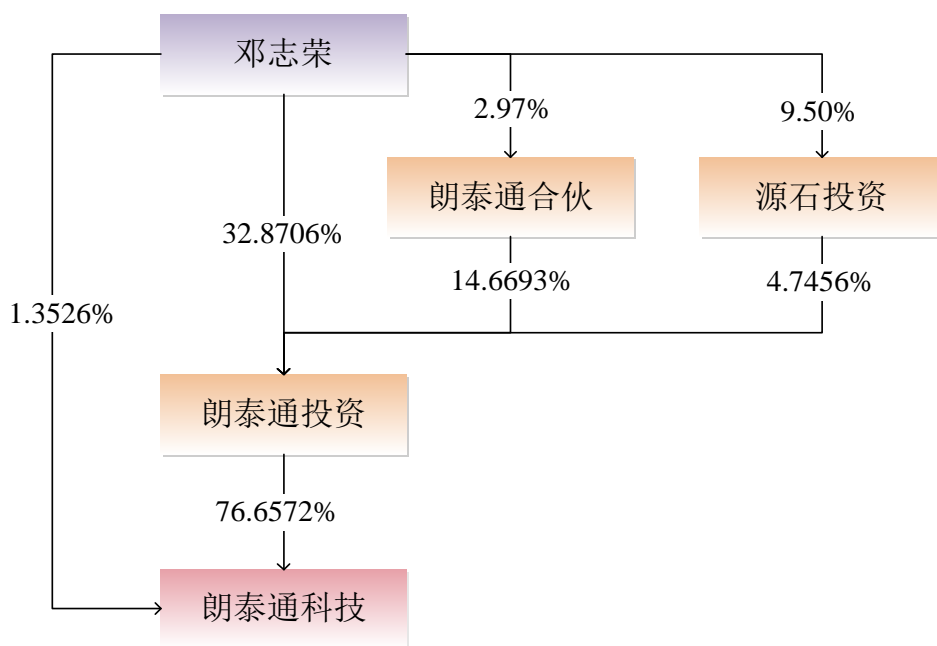 邓志荣
2.97%
9.50%
朗泰通合伙
源石投资
32.8706%
14.6693%
4.7456%
1.3526%
朗泰通投资
76.6572%
朗泰通科技